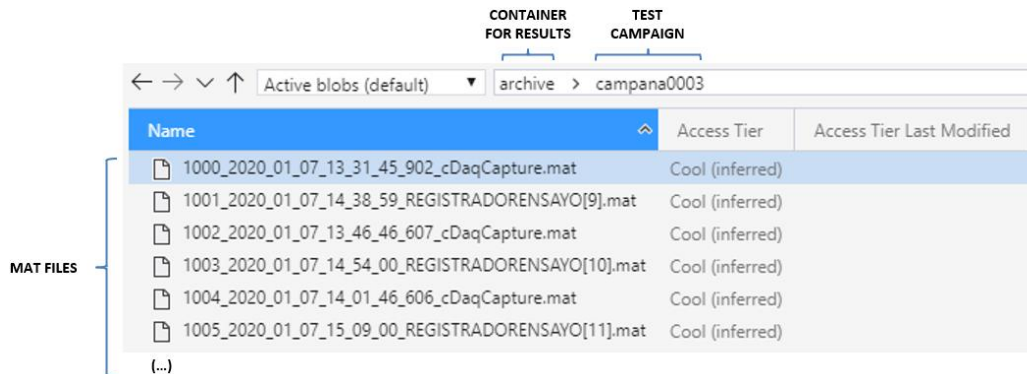 CONTAINER
FOR RESULTS
TEST
CAMPAIGN
Active blobs (default) ▼ archive > campana0003
Name Access Tier Access Tier Last Modified
1000_2020_01_07_13_31_45_902_cDaqCapture.mat Cool (inferred)
1001_2020_01_07_14_38_59_REGISTRADORENSAYO[9].mat Cool (inferred)
1002_2020_01_07_13_46_46_607_cDaqCapture.mat Cool (inferred)
1003_2020_01_07_14_54_00_REGISTRADORENSAYO[10].mat Cool (inferred)
1004_2020_01_07_14_01_46_606_cDaqCapture.mat Cool (inferred)
1005_2020_01_07_15_09_00_REGISTRADORENSAYO[11].mat Cool (inferred)
MAT FILES
(...)